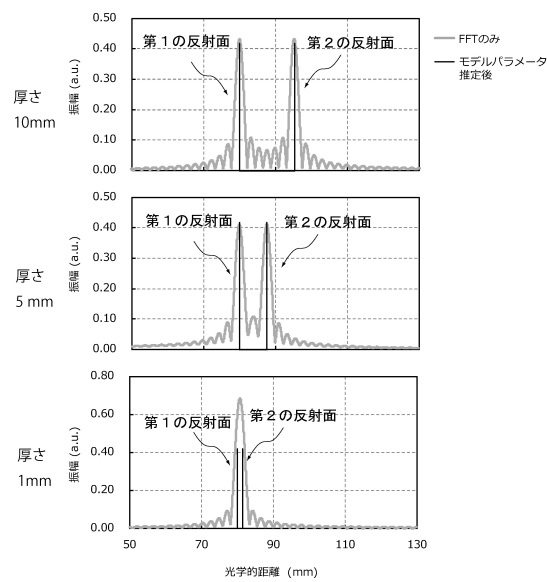 FFTのみ
モデルパラメータ
推定後
厚さ
10mm
振幅 (a.u.)
0.50
0.40
0.30
0.20
0.10
0.00
第1の反射面
第2の反射面
厚さ
5 mm
振幅 (a.u.)
0.50
0.40
0.30
0.20
0.10
0.00
第1の反射面
第2の反射面
厚さ
1mm
振幅 (a.u.)
0.80
0.60
0.40
0.20
0.00
第1の反射面
第2の反射面
50 70 90 110 130
光学的距離 (mm)